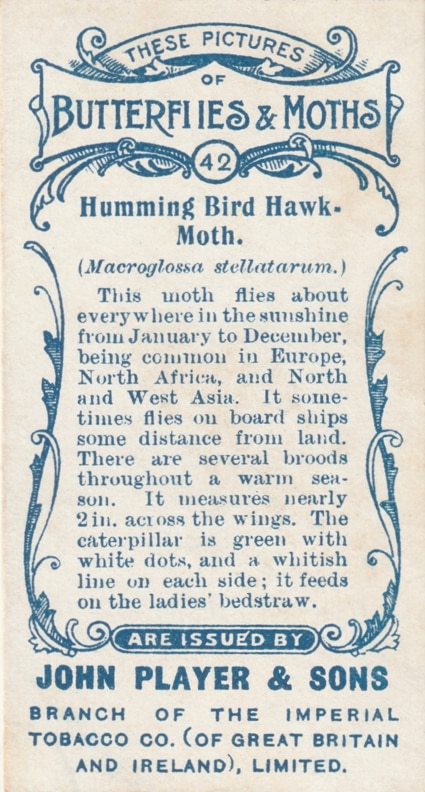 THESE PICTURES
OF
BUTTERFLIES & MOTHS
42
Humming Bird Hawk-
Moth.
(Macroglossa stellatarum.)
This moth flies about
everywhere in the sunshine
from January to December,
being common in Europe,
North Africa, and North
and West Asia. It some-
times flies on board ships
some distance from land.
There are several broods
throughout a warm sea-
son. It measures nearly
2 in. across the wings. The
caterpillar is green with
white dots, and a whitish
line on each side; it feeds
on the ladies' bedstraw.
ARE ISSUED BY
JOHN PLAYER & SONS
BRANCH OF THE IMPERIAL
TOBACCO CO. (OF GREAT BRITAIN
AND IRELAND), LIMITED.